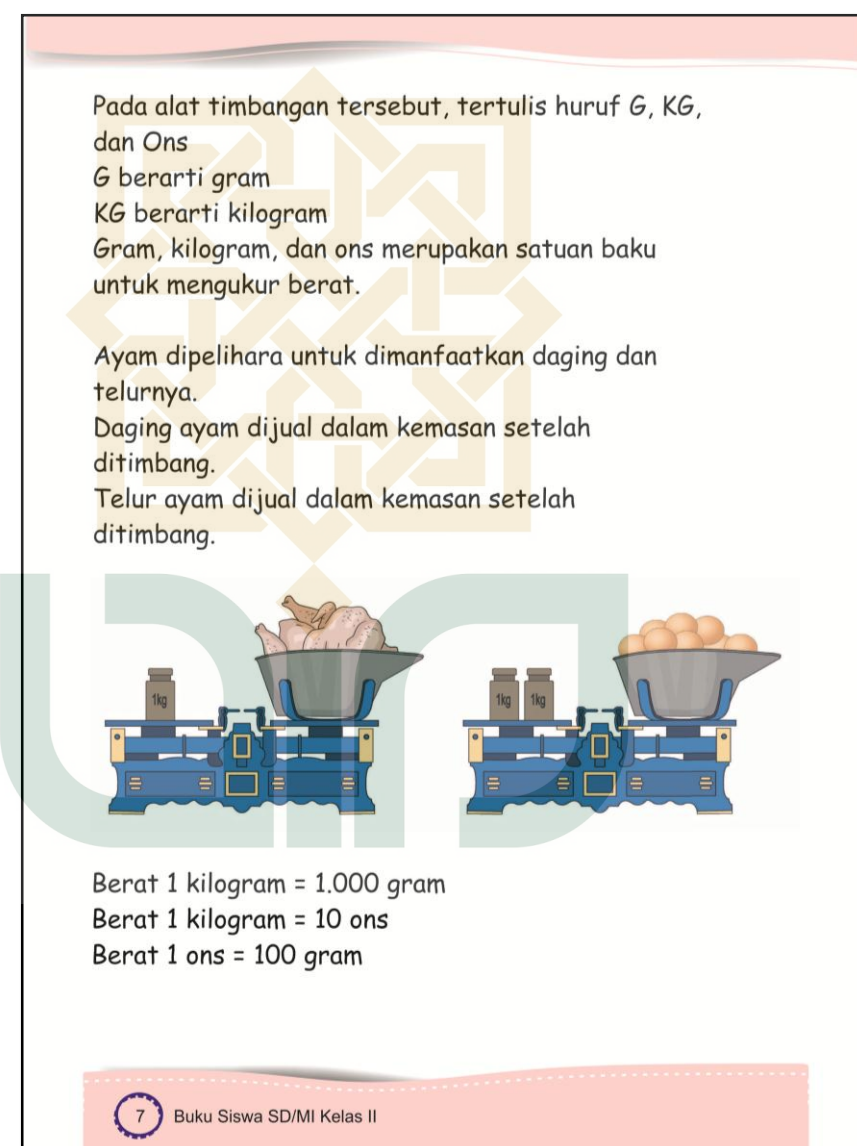 Pada alat timbangan tersebut, tertulis huruf G, KG,
dan Ons
G berarti gram
KG berarti kilogram
Gram, kilogram, dan ons merupakan satuan baku
untuk mengukur berat.
Ayam dipelihara untuk dimanfaatkan daging dan
telurnya.
Daging ayam dijual dalam kemasan setelah
ditimbang.
Telur ayam dijual dalam kemasan setelah
ditimbang.
1kg
1kg 1kg
Berat 1 kilogram = 1.000 gram
Berat 1 kilogram = 10 ons
Berat 1 ons = 100 gram
7 Buku Siswa SD/MI Kelas II